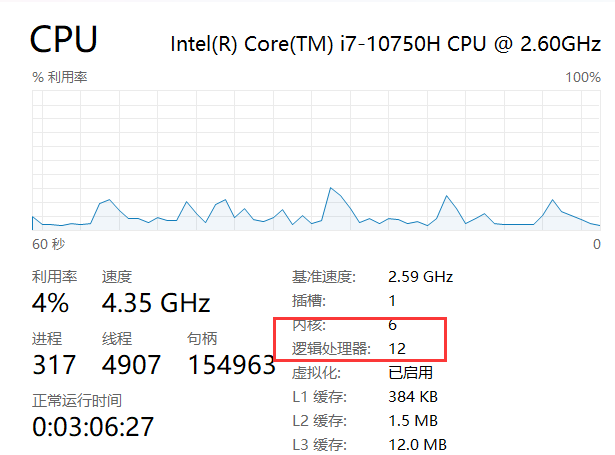 CPU
Intel(R) Core(TM) i7-10750H CPU @ 2.60GHz
% 利用率 100%
60 秒 0
利用率 速度
4% 4.35 GHz
进程 线程 句柄
317 4907 154963
正常运行时间
0:03:06:27
基准速度: 2.59 GHz
插槽: 1
内核: 6
逻辑处理器: 12
虚拟化: 已启用
L1 缓存: 384 KB
L2 缓存: 1.5 MB
L3 缓存: 12.0 MB